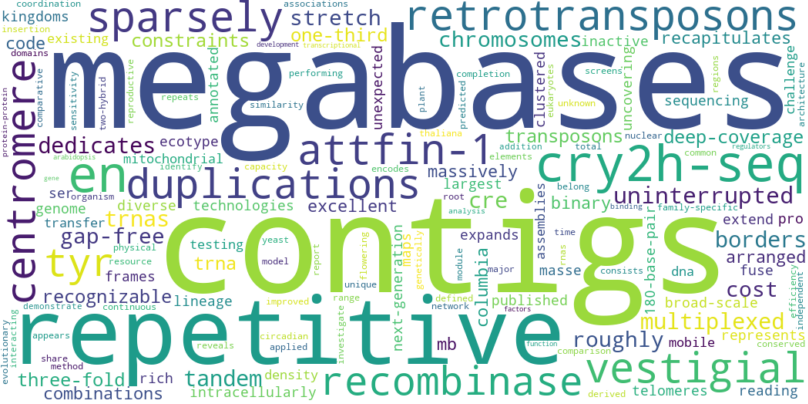 coordination
associations
kingdoms
sparsely
stretch
retrotransposons
insertion
development
transcriptional
code
existing
constraints
one-third
chromosomes
inactive
recapitulates
megabases
domains
comparative
sensitivity
two-hybrid
reproductive
repeats
annotated
performing
similarity
unexpected
clustered
completion
plant
predicted
eukaryotes
screens
unknown
uncovering
regions
sequencing
challenge
architecture
protein-protein
centromere
dedicates
ecotype
thaliana
attfin-1
transposons
nuclear
deep-coverage
addition
total
common
regulators
arabidopsis
mitochondrial
identify
capacity
massively
elements
cry2h-seq
gene
en
duplications
encodes
largest
belong
family-specific
ser
organism
root
cre
binary
uninterrupted
trnas
diverse
technologies
excellent
analysis
binding
genome
transfer
contigs
assemblies
180-base-pair
extend
pro
gap-free
physical
testing
yeast
expands
time
borders
tyr
trna
maps
columbia
rnas
dna
arranged
resource
model
report
flowering
genetically
module
major
masse
fuse
cost
frames
unique
next-generation
mb
consists
broad-scale
efficiency
independent
recognizable
lineage
improved
range
defined
published
represents
demonstrate
continuous
circadian
network
factors
multiplexed
evolutionary
interacting
repetitive
appears
reveals
applied
investigate
roughly
mobile
conserved
share
method
density
comparison
function
vestigial
three-fold
rich
tandem
recombinase
combinations
intracellularly
derived
telomeres
reading